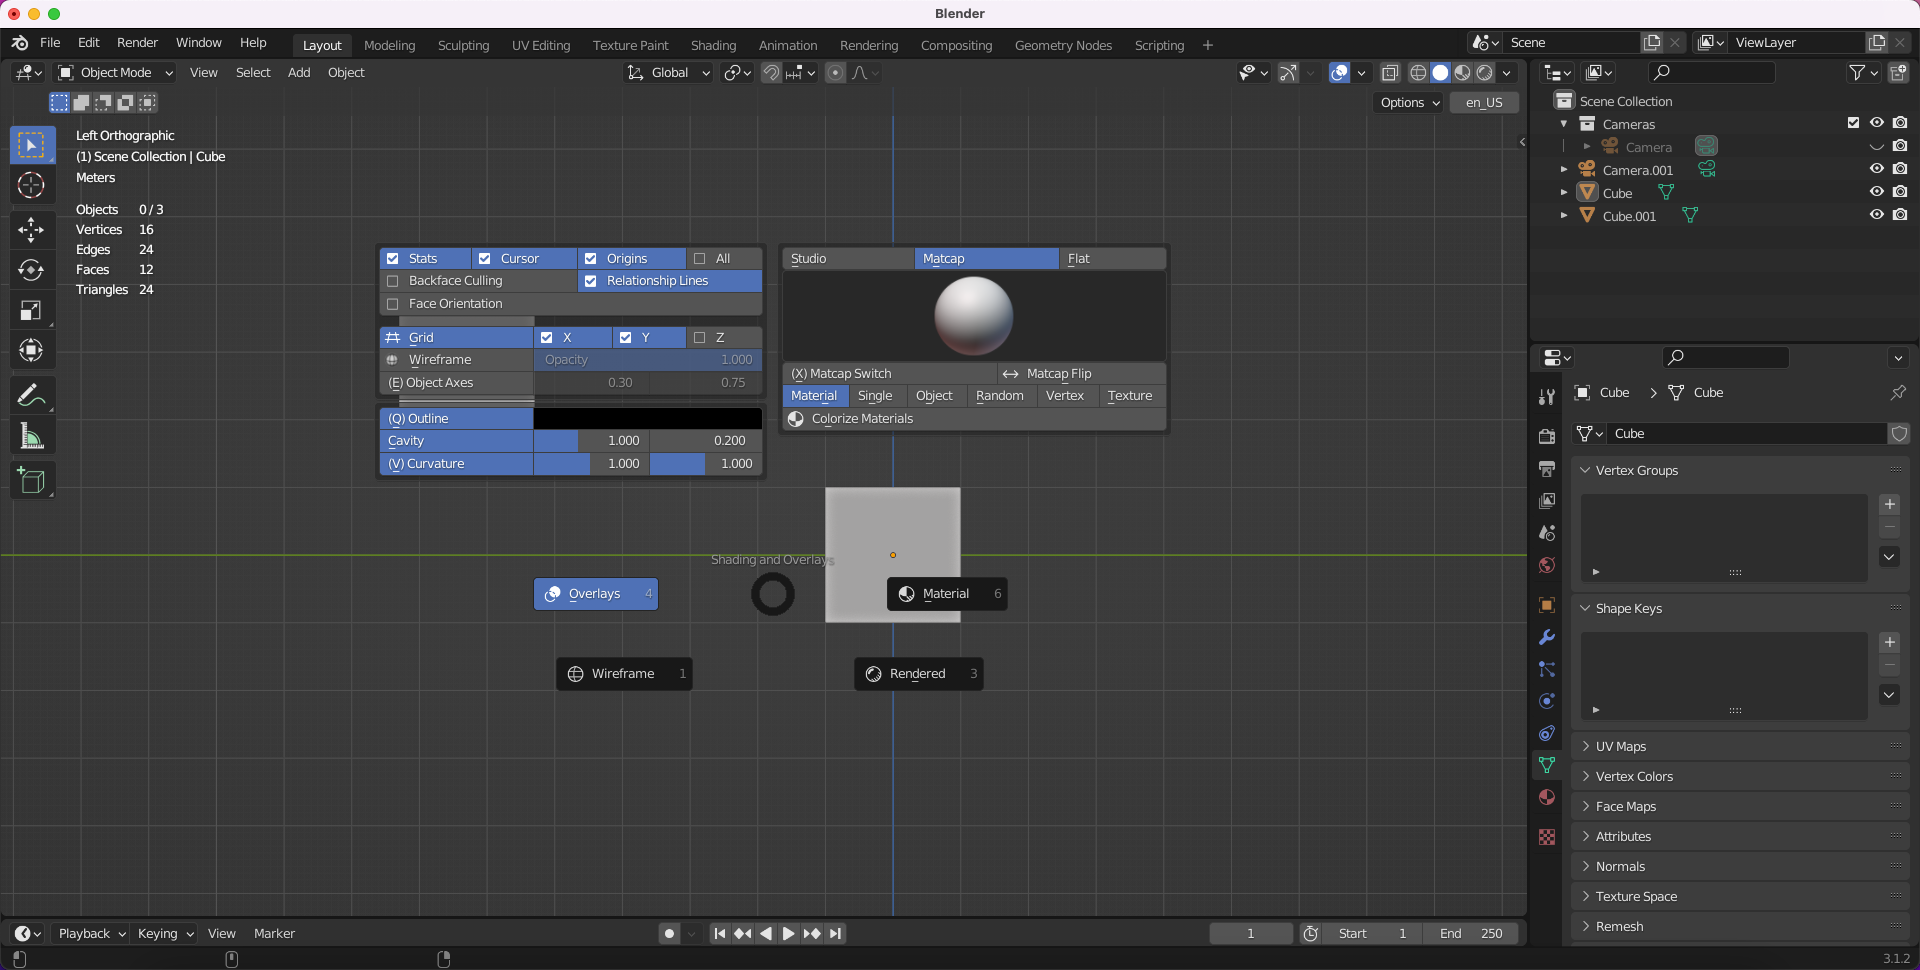 Blender
File Edit Render Window Help Layout Modeling Sculpting UV Editing Texture Paint Shading Animation Rendering Compositing Geometry Nodes Scripting + Scene ViewLayer
Object Mode View Select Add Object Global
Options en_US
Left Orthographic
(1) Scene Collection | Cube
Meters
Objects 0 / 3
Vertices 16
Edges 24
Faces 12
Triangles 24
Stats Cursor Origins All
Backface Culling Relationship Lines
Face Orientation
Grid X Y Z
Wireframe Opacity 1.000
(E) Object Axes 0.30 0.75
(Q) Outline
Cavity 1.000 0.200
(V) Curvature 1.000 1.000
Studio Matcap Flat
(X) Matcap Switch Matcap Flip
Material Single Object Random Vertex Texture
Colorize Materials
Shading and Overlays
Overlays 4
Material 6
Wireframe 1
Rendered 3
Scene Collection
Cameras
Camera
Camera.001
Cube
Cube.001
Cube Cube
Cube
Vertex Groups
Shape Keys
UV Maps
Vertex Colors
Face Maps
Attributes
Normals
Texture Space
Remesh
Playback Keying View Marker 1 Start 1 End 250
3.1.2